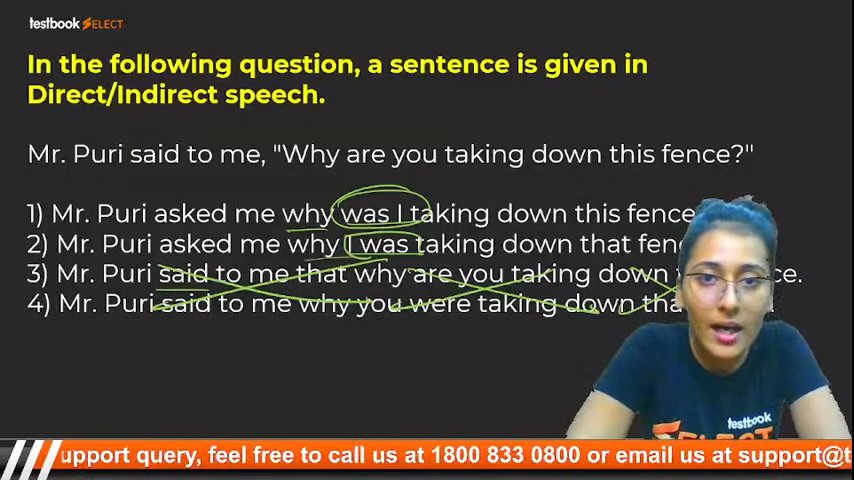 testbook SELECT
In the following question, a sentence is given in
Direct/Indirect speech.
Mr. Puri said to me, "Why are you taking down this fence?"
1) Mr. Puri asked me why was I taking down this fence
2) Mr. Puri asked me why I was taking down that fen
3) Mr. Puri said to me that why are you taking down ce.
4) Mr. Puri said to me why you were taking down tha
testbook
SELECT
upport query, feel free to call us at 1800 833 0800 or email us at support@t